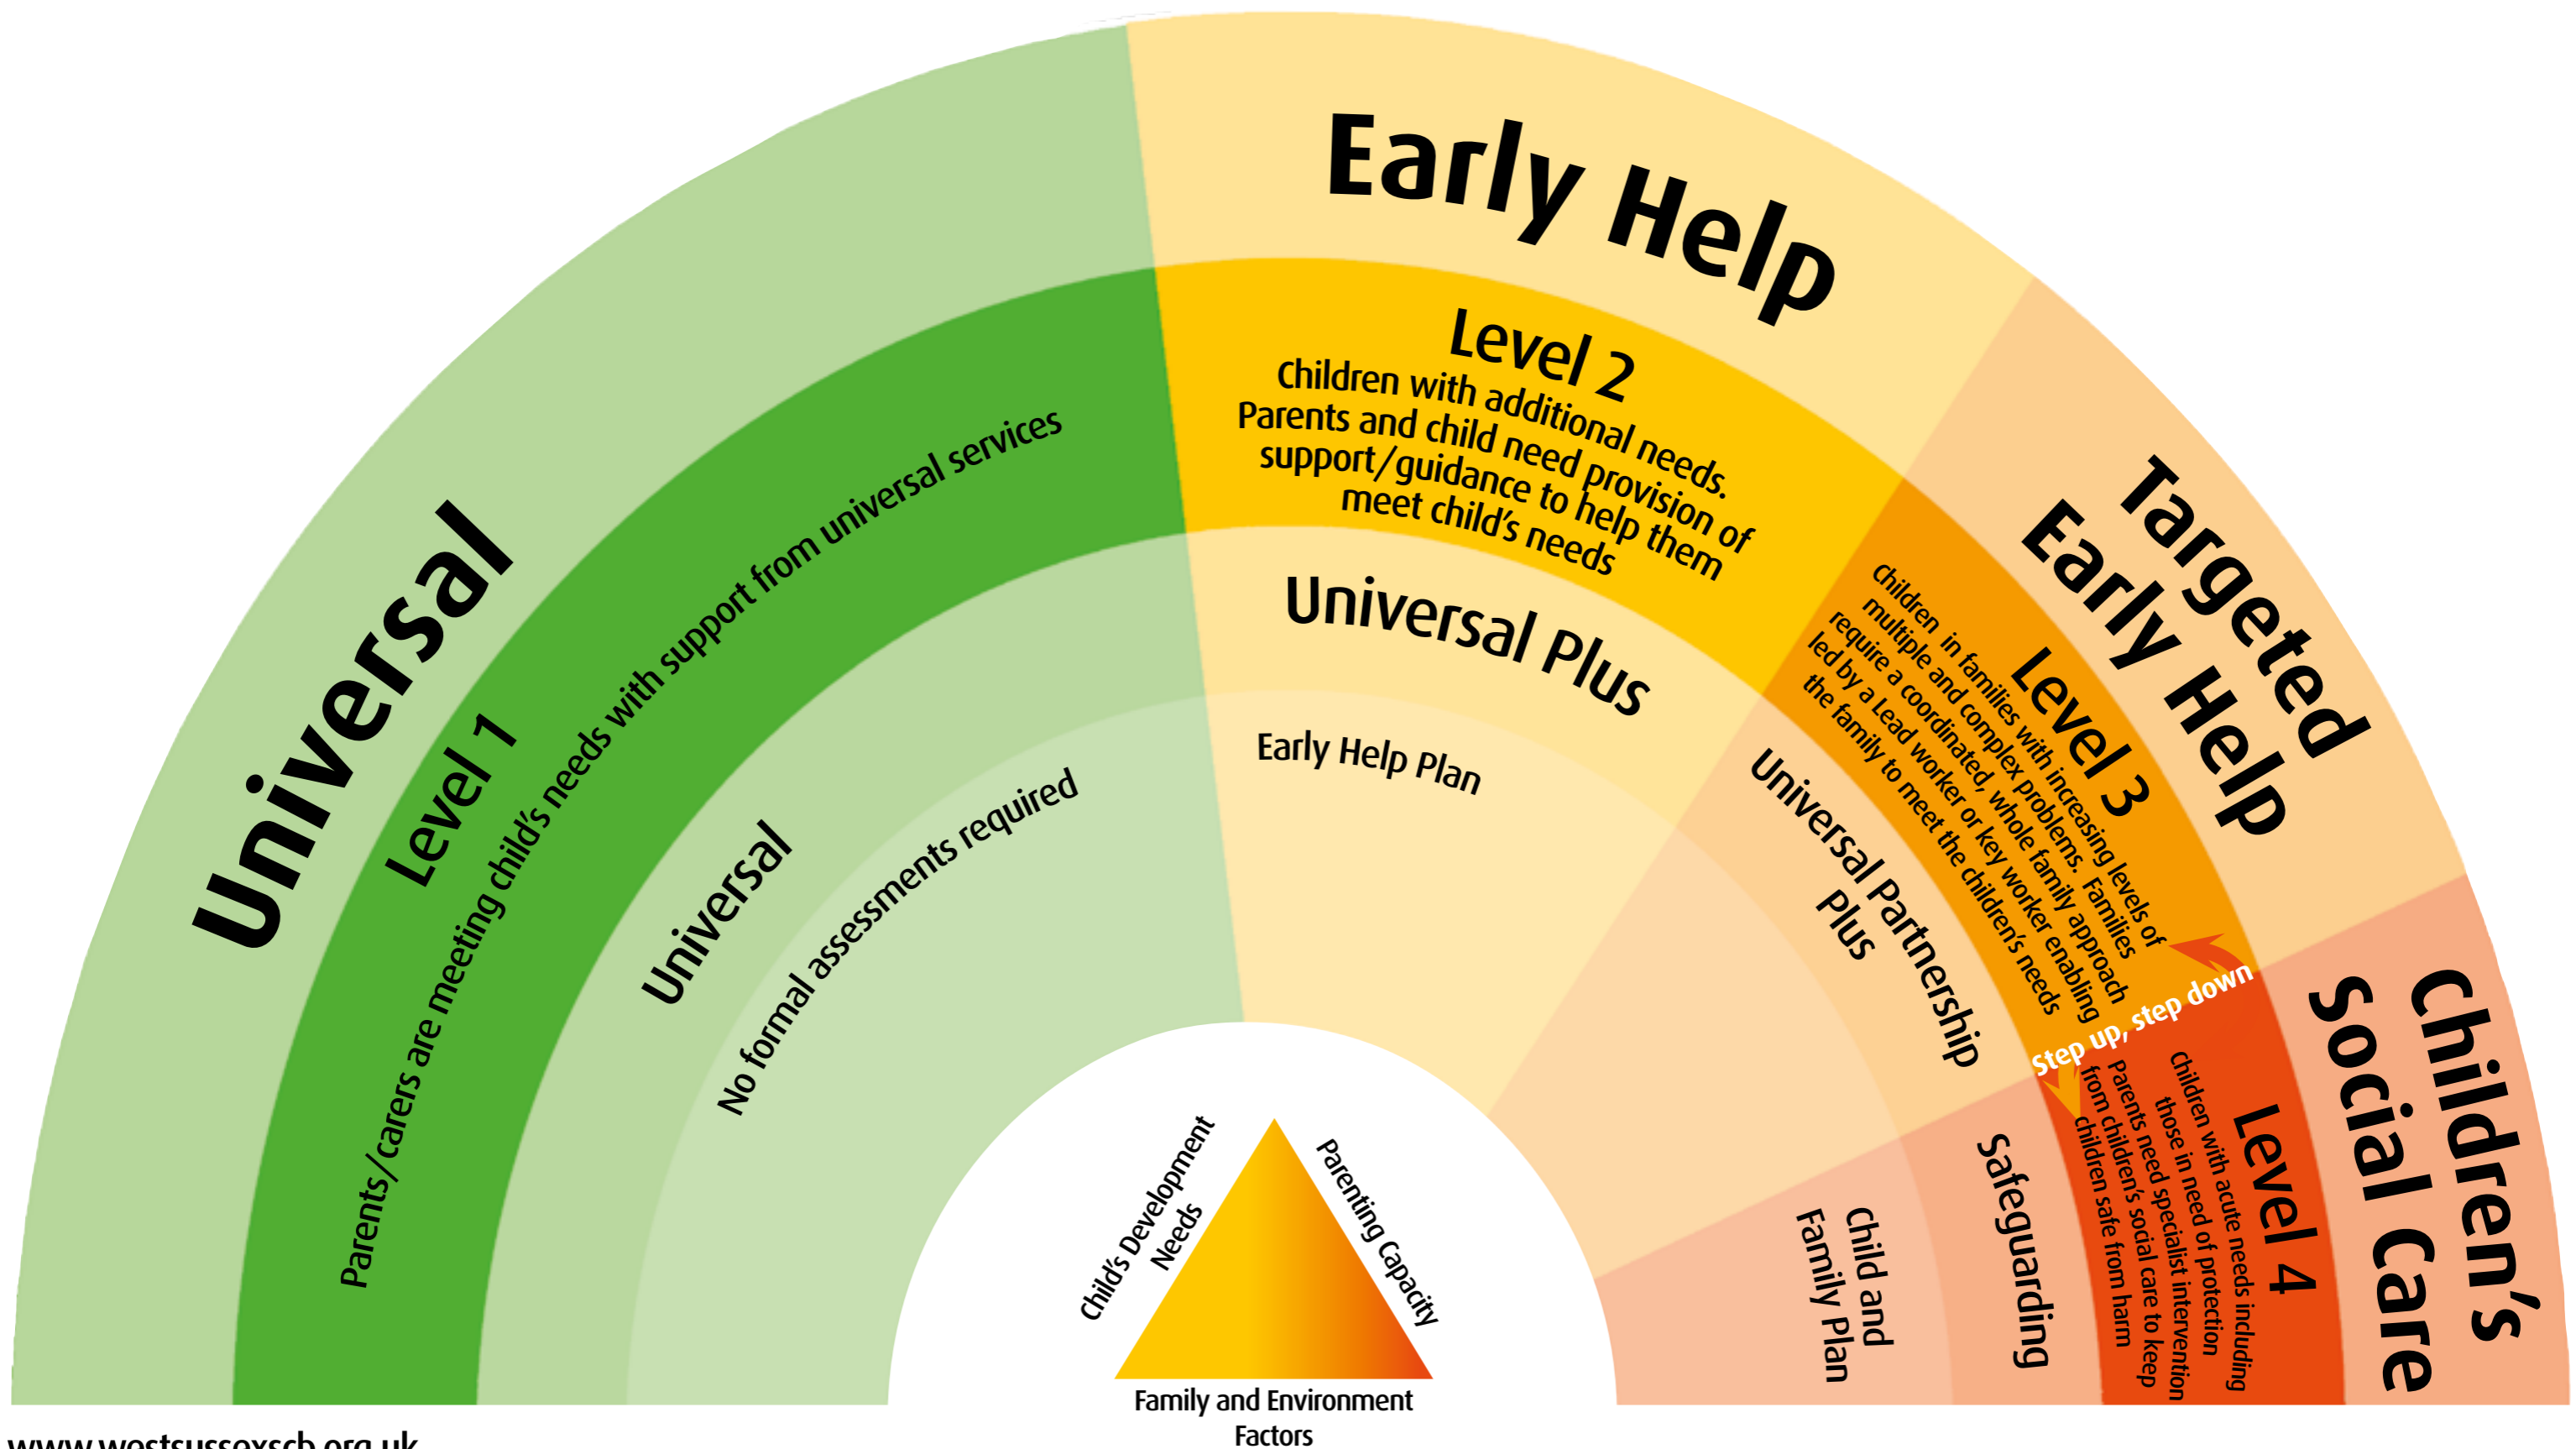 Universal
Level 1
Parents/carers are meeting child's needs with support from universal services
Universal
No formal assessments required
Early Help
Level 2
Children with additional needs.
Parents and child need provision of
support/guidance to help them
meet child's needs
Universal Plus
Early Help Plan
Targeted
Early Help
Level 3
Children in families with increasing levels of
multiple and complex problems. Families
require a coordinated, whole family approach
led by a Lead worker or key worker enabling
the family to meet the children's needs
Universal Partnership
Plus
Step up, step down
Children's
Social Care
Level 4
Children with acute needs including
those in need of protection
Parents need specialist intervention
from children's social care to keep
children safe from harm
Safeguarding
Child and
Family Plan
Child's Development
Needs
Parenting Capacity
Family and Environment
Factors
www.westsussexscb.org.uk